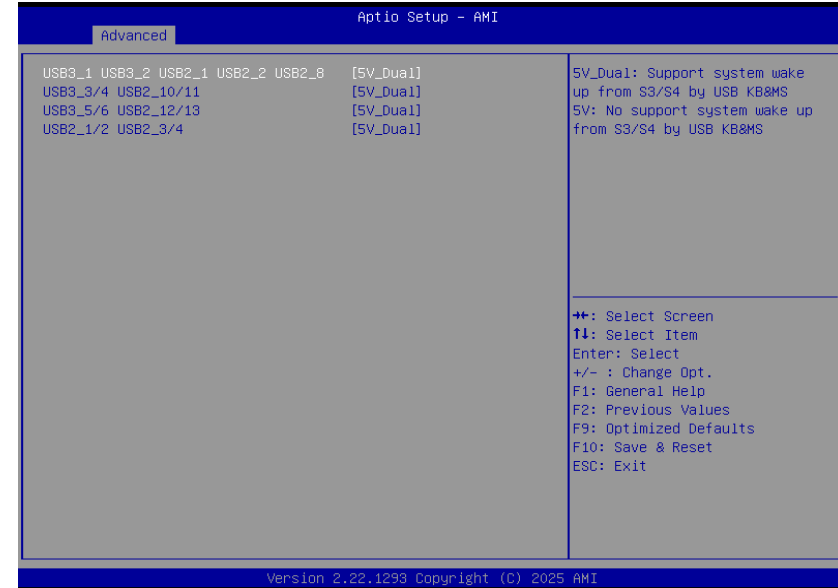 Aptio Setup – AMI
Advanced
USB3_1 USB3_2 USB2_1 USB2_2 USB2_8 [5V_Dual]
USB3_3/4 USB2_10/11 [5V_Dual]
USB3_5/6 USB2_12/13 [5V_Dual]
USB2_1/2 USB2_3/4 [5V_Dual]
5V_Dual: Support system wake
up from S3/S4 by USB KB&MS
5V: No support system wake up
from S3/S4 by USB KB&MS
→←: Select Screen
↑↓: Select Item
Enter: Select
+/- : Change Opt.
F1: General Help
F2: Previous Values
F9: Optimized Defaults
F10: Save & Reset
ESC: Exit
Version 2.22.1293 Copyright (C) 2025 AMI